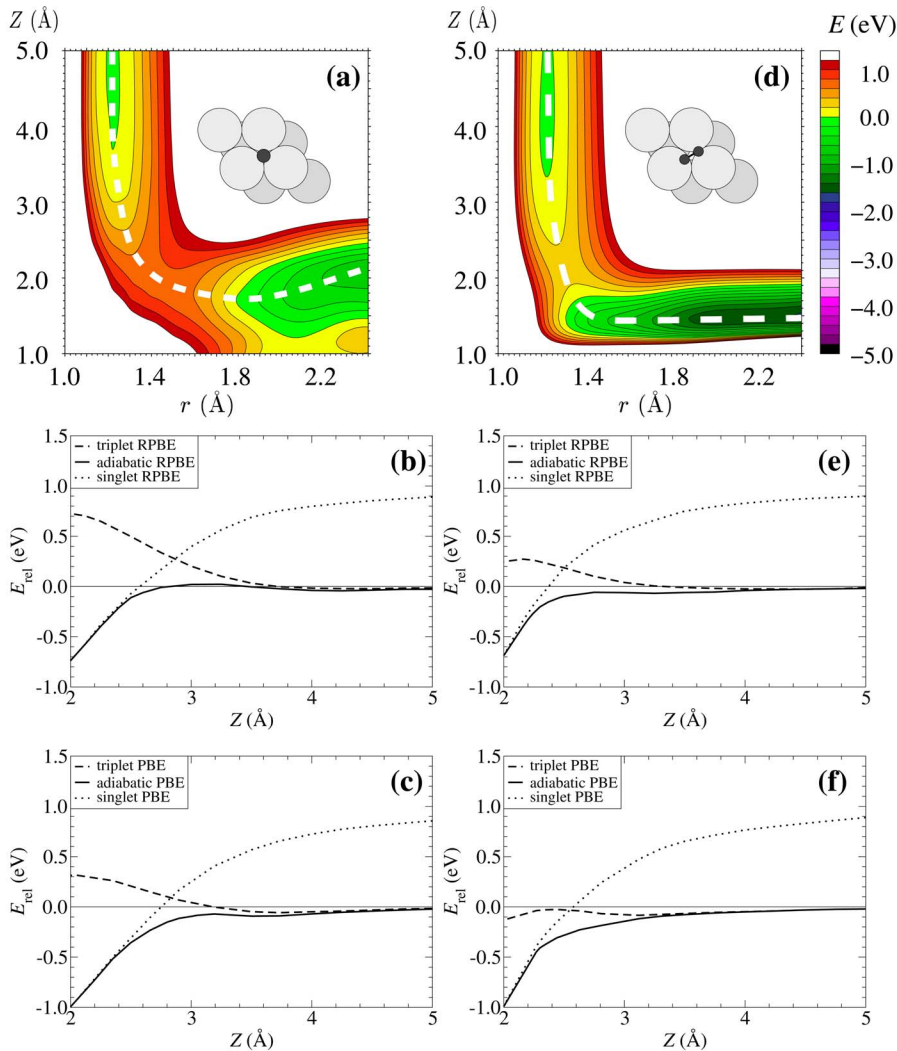 Z (Å)
5.0
4.0
3.0
2.0
1.0
(a)
1.0 1.4 1.8 2.2
r (Å)
Z (Å)
5.0
4.0
3.0
2.0
1.0
(d)
1.0 1.4 1.8 2.2
r (Å)
E (eV)
1.0
0.0
−1.0
−2.0
−3.0
−4.0
−5.0
1.5
1.0
0.5
0.0
-0.5
-1.0
E_rel (eV)
triplet RPBE
adiabatic RPBE
singlet RPBE
(b)
2 3 4 5
Z (Å)
1.5
1.0
0.5
0.0
-0.5
-1.0
E_rel (eV)
triplet RPBE
adiabatic RPBE
singlet RPBE
(e)
2 3 4 5
Z (Å)
1.5
1.0
0.5
0.0
-0.5
-1.0
E_rel (eV)
triplet PBE
adiabatic PBE
singlet PBE
(c)
2 3 4 5
Z (Å)
1.5
1.0
0.5
0.0
-0.5
-1.0
E_rel (eV)
triplet PBE
adiabatic PBE
singlet PBE
(f)
2 3 4 5
Z (Å)